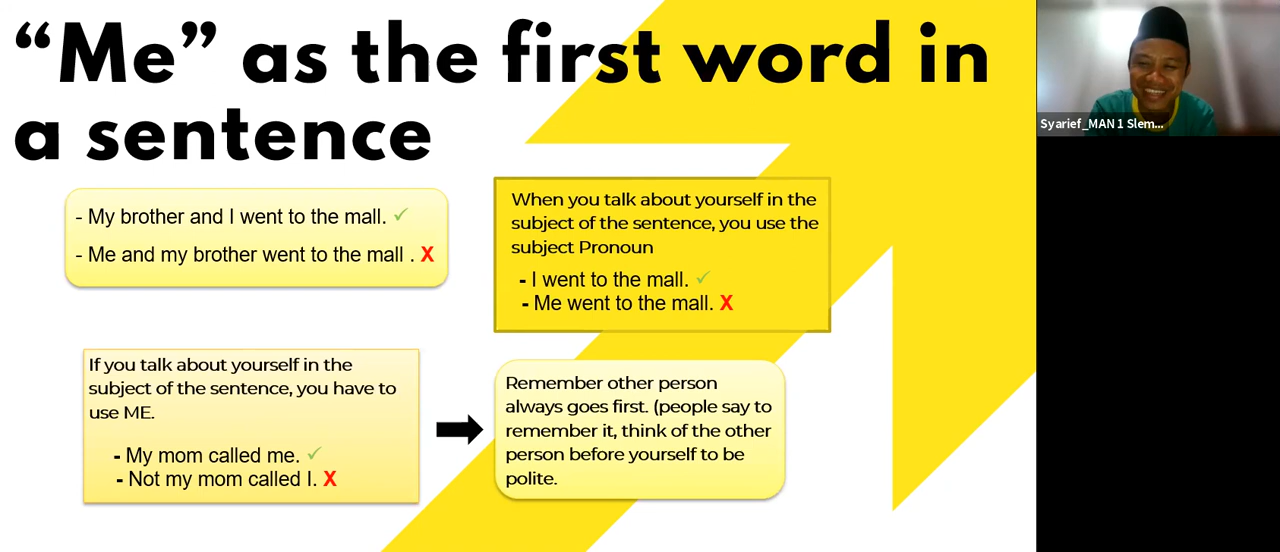 “Me” as the first word in
a sentence
- My brother and I went to the mall. ✓
- Me and my brother went to the mall . X
When you talk about yourself in the
subject of the sentence, you use the
subject Pronoun
- I went to the mall. ✓
- Me went to the mall. X
If you talk about yourself in the
subject of the sentence, you have to
use ME.
- My mom called me. ✓
- Not my mom called I. X
Remember other person
always goes first. (people say to
remember it, think of the other
person before yourself to be
polite.
Syarief_MAN 1 Slem...